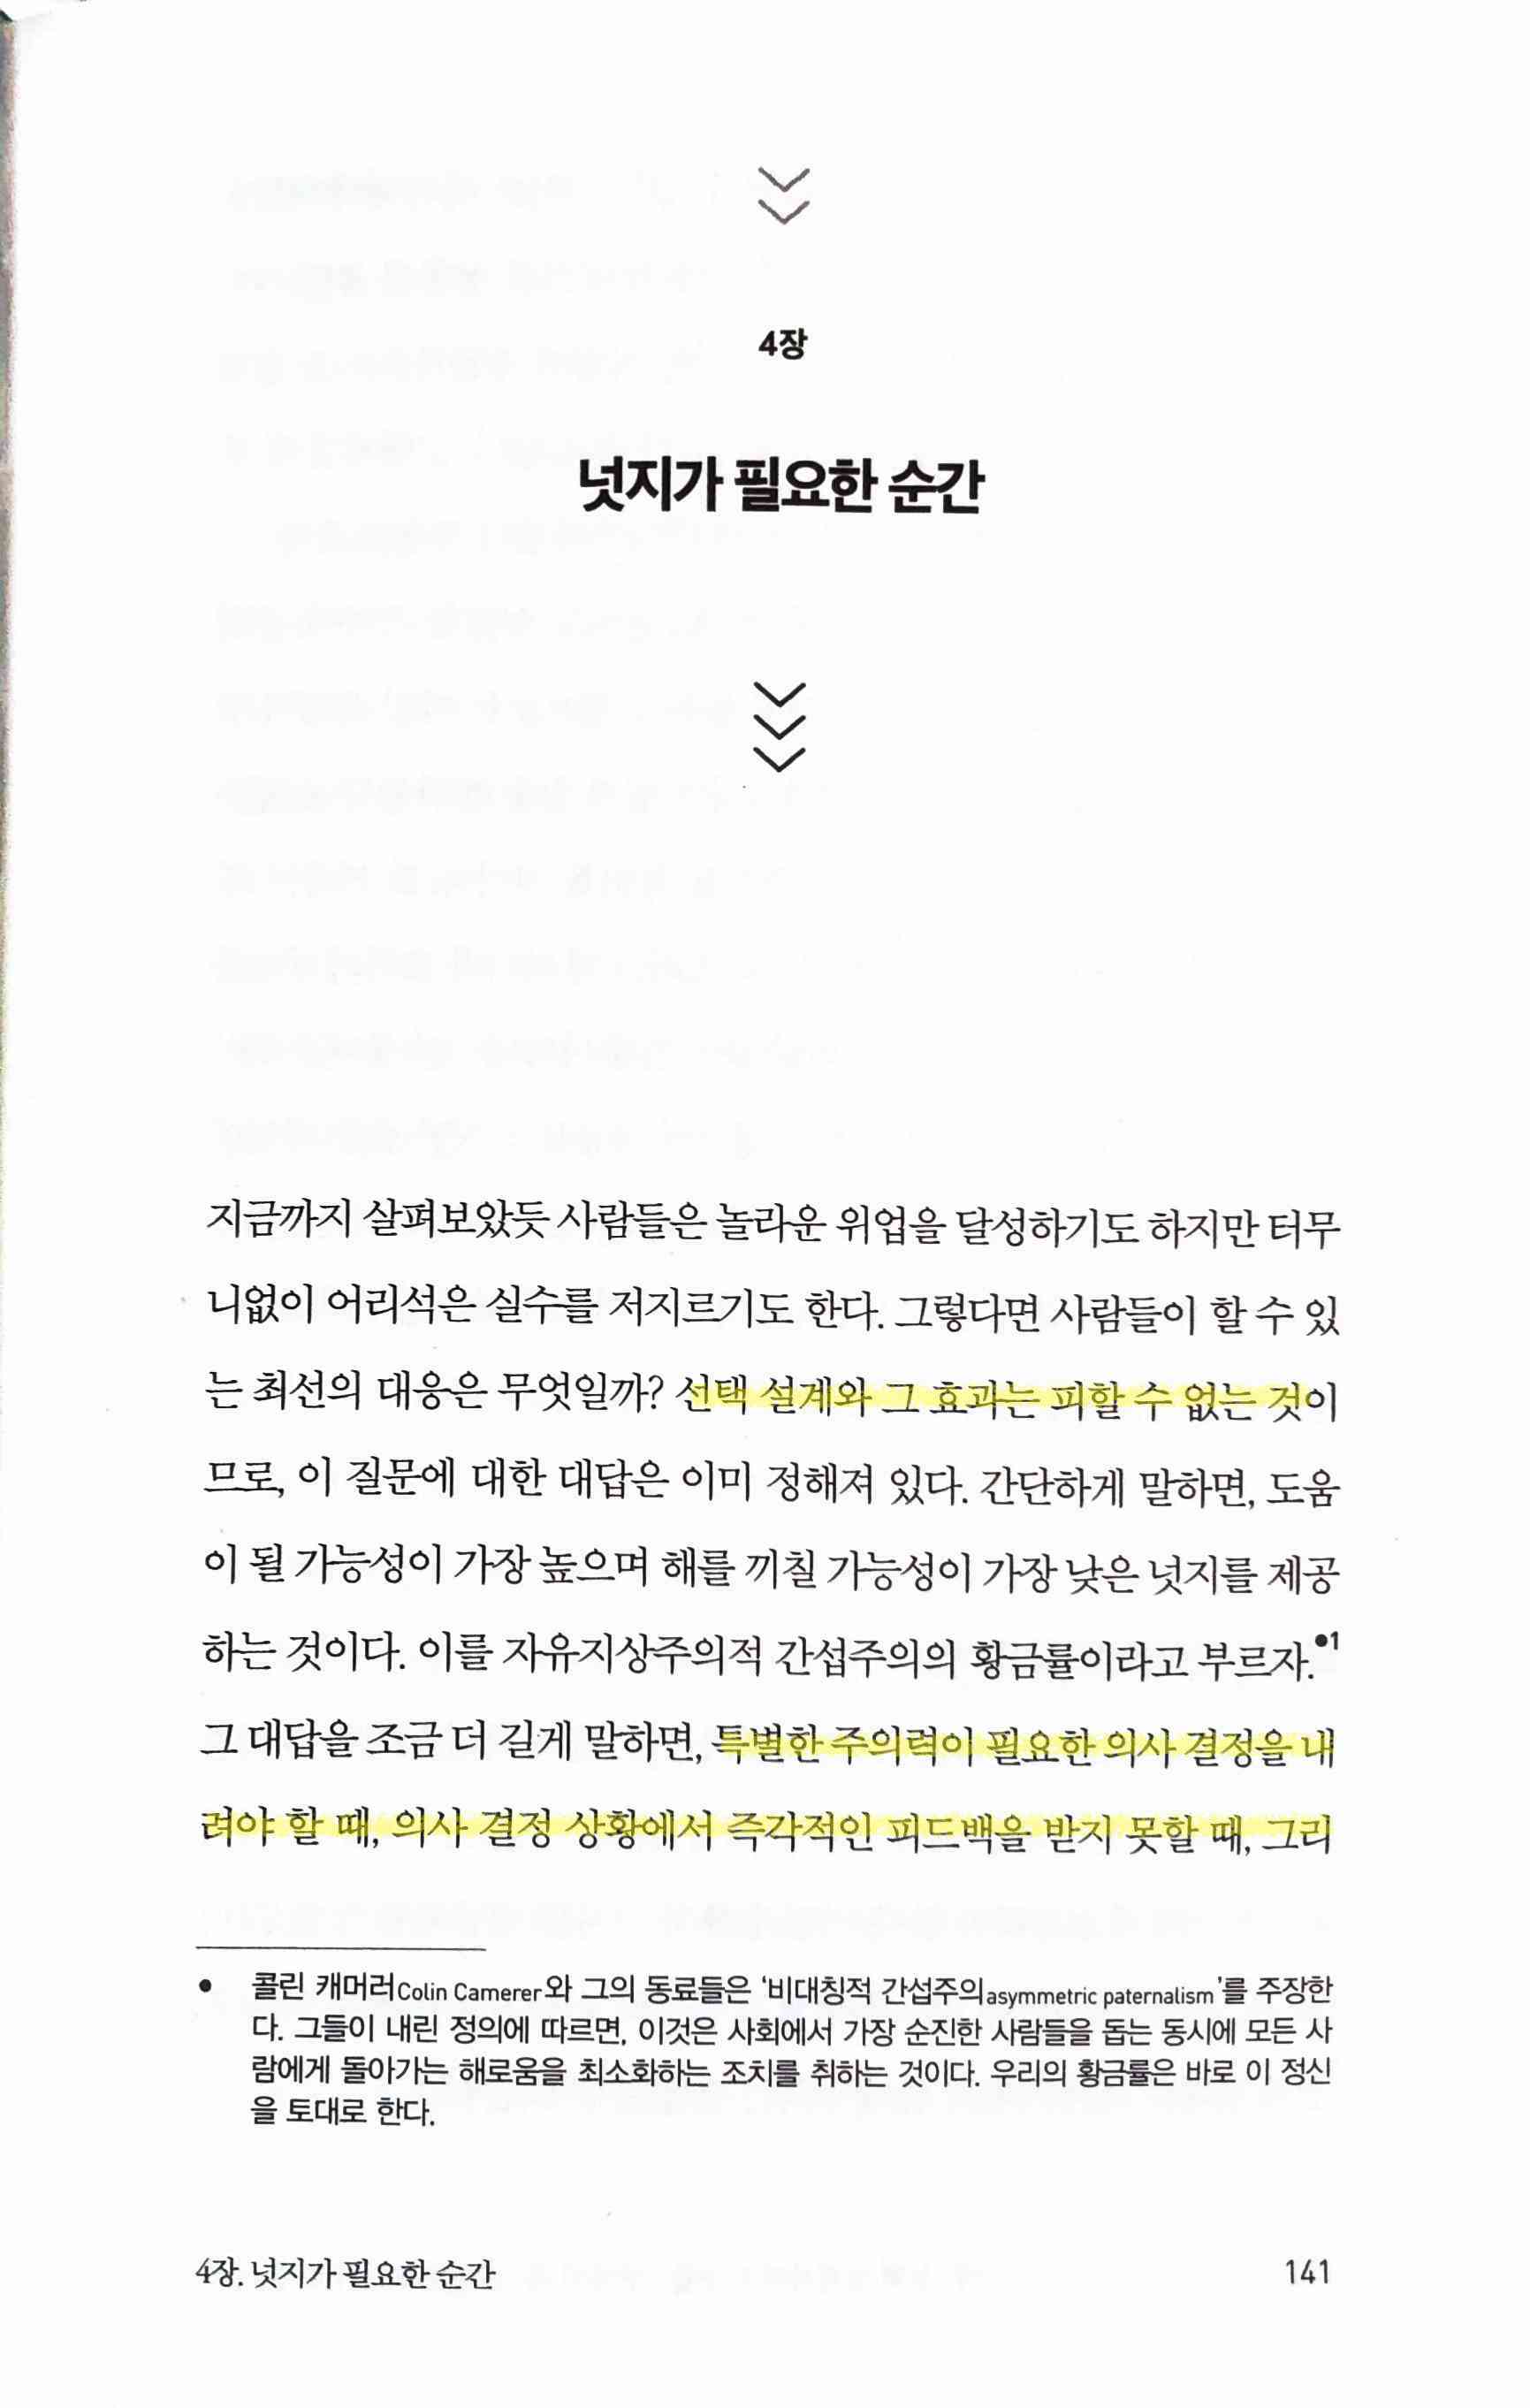 4장
넛지가 필요한 순간
지금까지 살펴보았듯 사람들은 놀라운 위업을 달성하기도 하지만 터무
니없이 어리석은 실수를 저지르기도 한다. 그렇다면 사람들이 할 수 있
는 최선의 대응은 무엇일까? 선택 설계와 그 효과는 피할 수 없는 것이
므로, 이 질문에 대한 대답은 이미 정해져 있다. 간단하게 말하면, 도움
이 될 가능성이 가장 높으며 해를 끼칠 가능성이 가장 낮은 넛지를 제공
하는 것이다. 이를 자유지상주의적 간섭주의의 황금률이라고 부르자.●1
그 대답을 조금 더 길게 말하면, 특별한 주의력이 필요한 의사 결정을 내
려야 할 때, 의사 결정 상황에서 즉각적인 피드백을 받지 못할 때, 그리
● 콜린 캐머러Colin Camerer와 그의 동료들은 '비대칭적 간섭주의asymmetric paternalism'를 주장한
다. 그들이 내린 정의에 따르면, 이것은 사회에서 가장 순진한 사람들을 돕는 동시에 모든 사
람에게 돌아가는 해로움을 최소화하는 조치를 취하는 것이다. 우리의 황금률은 바로 이 정신
을 토대로 한다.
4장. 넛지가 필요한 순간 141